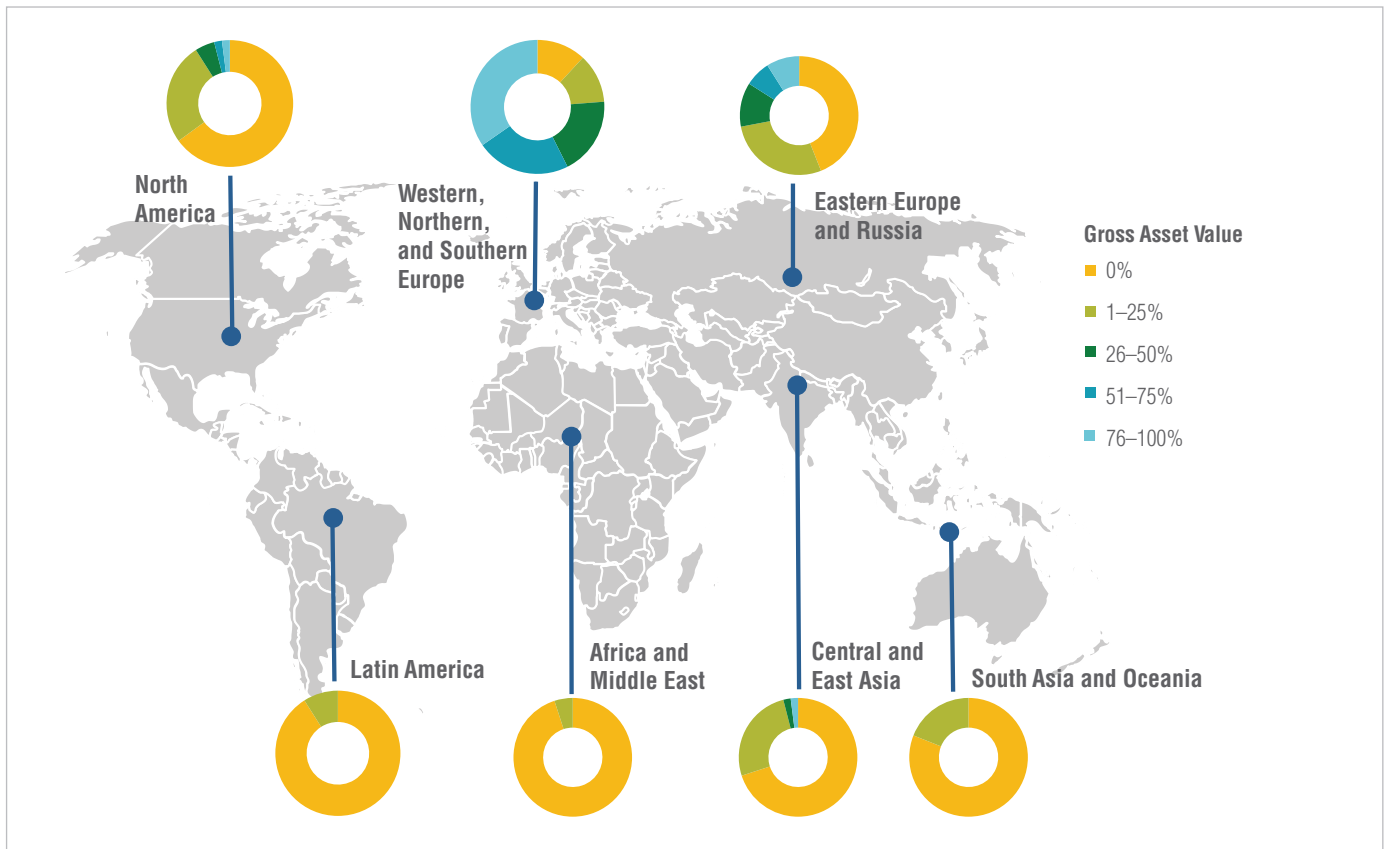 North
America
Western,
Northern,
and Southern
Europe
Eastern Europe
and Russia
Gross Asset Value
0%
1–25%
26–50%
51–75%
76–100%
Latin America
Africa and
Middle East
Central and
East Asia
South Asia and Oceania